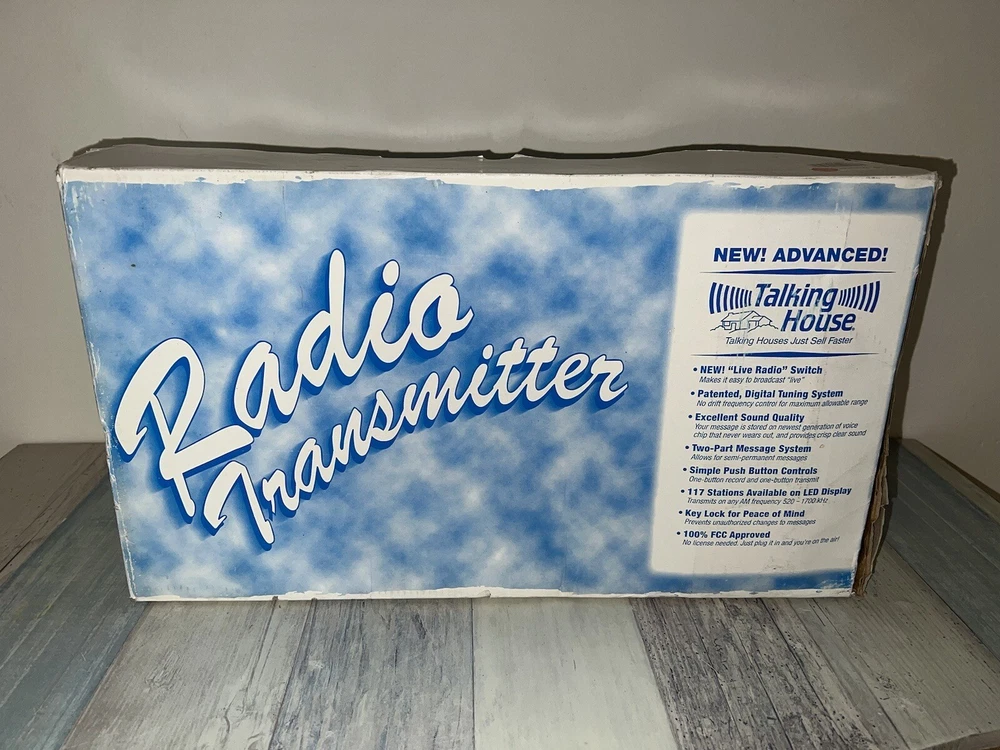 Radio
Transmitter
NEW! ADVANCED!
Talking
House®
Talking Houses Just Sell Faster
• NEW! "Live Radio" Switch
Makes it easy to broadcast "live"
• Patented, Digital Tuning System
No drift frequency control for maximum allowable range
• Excellent Sound Quality
Your message is stored on newest generation of voice
chip that never wears out, and provides crisp clear sound
• Two-Part Message System
Allows for semi-permanent messages
• Simple Push Button Controls
One-button record and one-button transmit
• 117 Stations Available on LED Display
Transmits on any AM frequency 520 - 1700 kHz
• Key Lock for Peace of Mind
Prevents unauthorized changes to messages
• 100% FCC Approved
No license needed. Just plug it in and you're on the air!